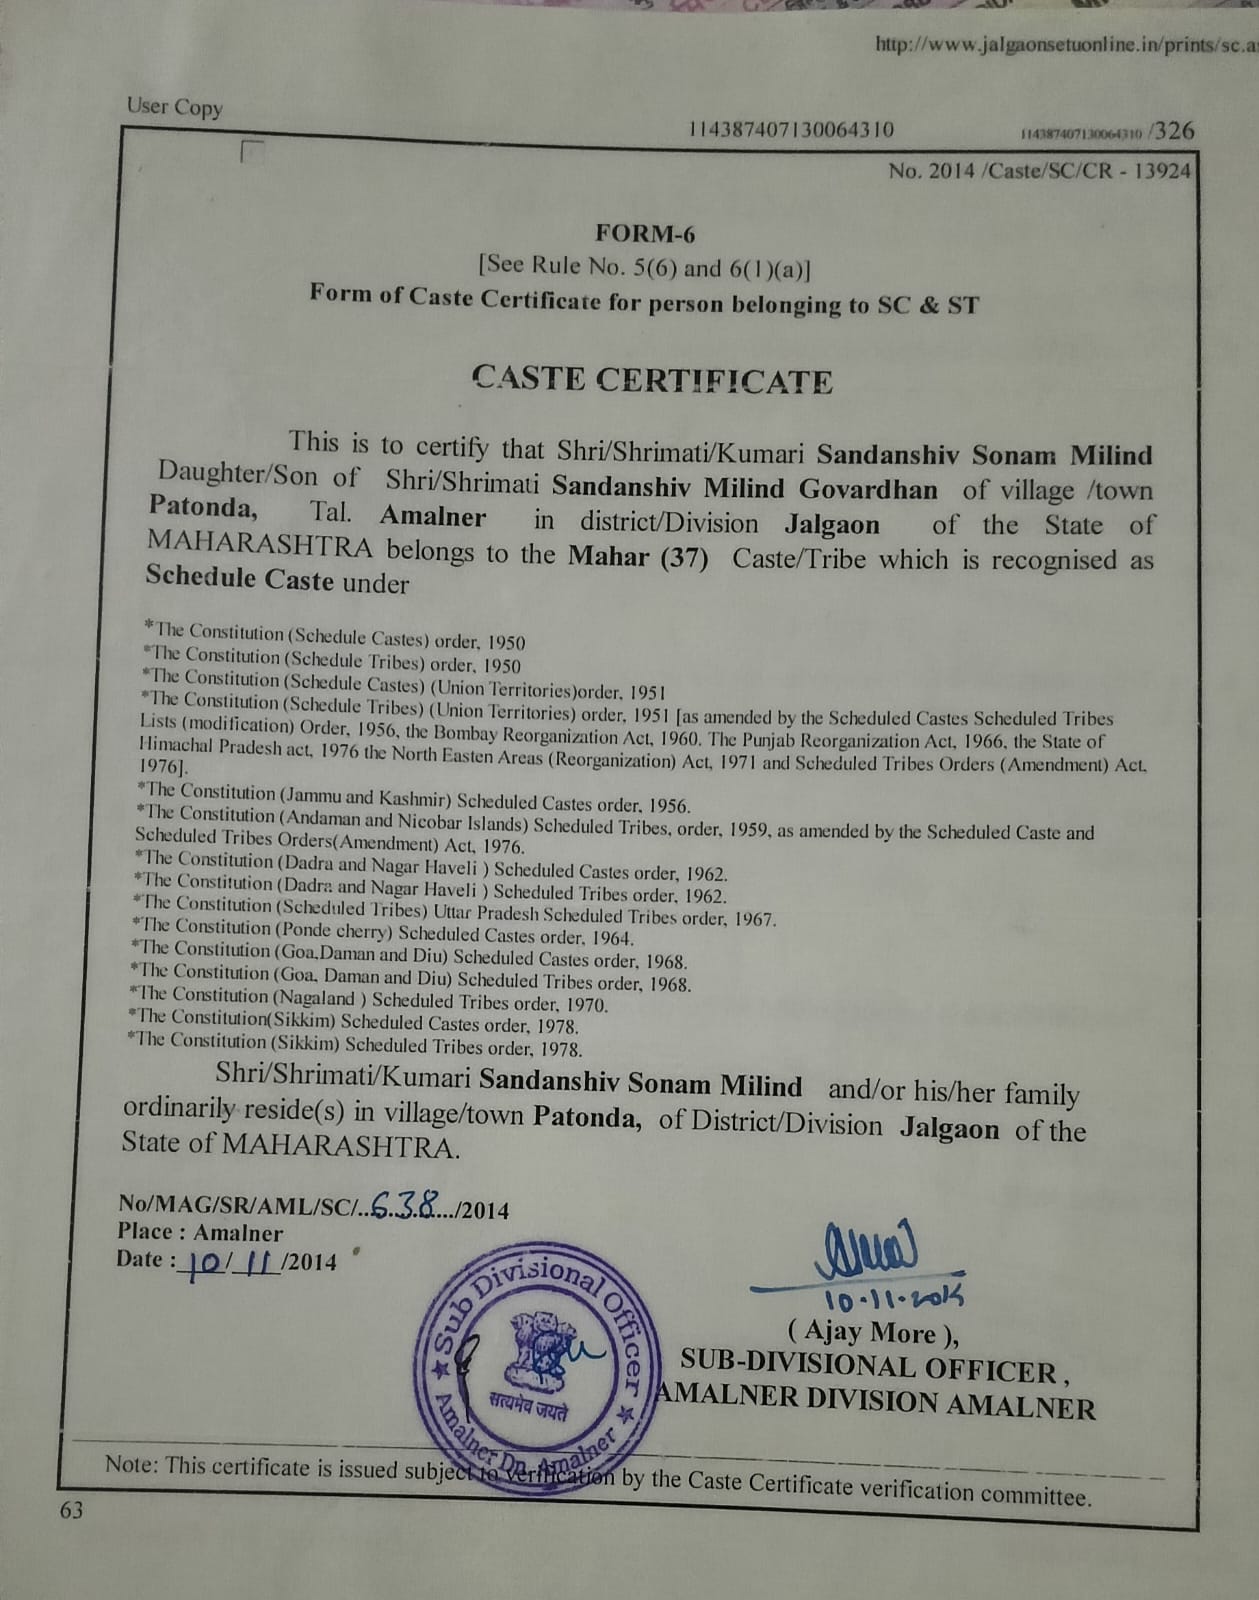 http://www.jalgaonsetuonline.in/prints/sc.as
User Copy
114387407130064310
114387407130064310 /326
No. 2014 /Caste/SC/CR - 13924
FORM-6
[See Rule No. 5(6) and 6(1)(a)]
Form of Caste Certificate for person belonging to SC & ST
CASTE CERTIFICATE
This is to certify that Shri/Shrimati/Kumari Sandanshiv Sonam Milind
Daughter/Son of Shri/Shrimati Sandanshiv Milind Govardhan of village /town
Patonda, Tal. Amalner in district/Division Jalgaon of the State of
MAHARASHTRA belongs to the Mahar (37) Caste/Tribe which is recognised as
Schedule Caste under
*The Constitution (Schedule Castes) order, 1950
*The Constitution (Schedule Tribes) order, 1950
*The Constitution (Schedule Castes) (Union Territories)order, 1951
*The Constitution (Schedule Tribes) (Union Territories) order, 1951 [as amended by the Scheduled Castes Scheduled Tribes
Lists (modification) Order, 1956, the Bombay Reorganization Act, 1960. The Punjab Reorganization Act, 1966, the State of
Himachal Pradesh act, 1976 the North Easten Areas (Reorganization) Act, 1971 and Scheduled Tribes Orders (Amendment) Act,
1976].
*The Constitution (Jammu and Kashmir) Scheduled Castes order, 1956.
*The Constitution (Andaman and Nicobar Islands) Scheduled Tribes, order, 1959, as amended by the Scheduled Caste and
Scheduled Tribes Orders(Amendment) Act, 1976.
*The Constitution (Dadra and Nagar Haveli ) Scheduled Castes order, 1962.
*The Constitution (Dadra and Nagar Haveli ) Scheduled Tribes order, 1962.
*The Constitution (Scheduled Tribes) Uttar Pradesh Scheduled Tribes order, 1967.
*The Constitution (Ponde cherry) Scheduled Castes order, 1964.
*The Constitution (Goa,Daman and Diu) Scheduled Castes order, 1968.
*The Constitution (Goa, Daman and Diu) Scheduled Tribes order, 1968.
*The Constitution (Nagaland ) Scheduled Tribes order, 1970.
*The Constitution(Sikkim) Scheduled Castes order, 1978.
*The Constitution (Sikkim) Scheduled Tribes order, 1978.
Shri/Shrimati/Kumari Sandanshiv Sonam Milind and/or his/her family
ordinarily reside(s) in village/town Patonda, of District/Division Jalgaon of the
State of MAHARASHTRA.
No/MAG/SR/AML/SC/..638.../2014
Place : Amalner
Date : 10/ 11 /2014
Sub Divisional Officer
सत्यमेव जयते
Amalner Dn. Amalner
( Ajay More ),
SUB-DIVISIONAL OFFICER ,
AMALNER DIVISION AMALNER
Note: This certificate is issued subject to verification by the Caste Certificate verification committee.
63